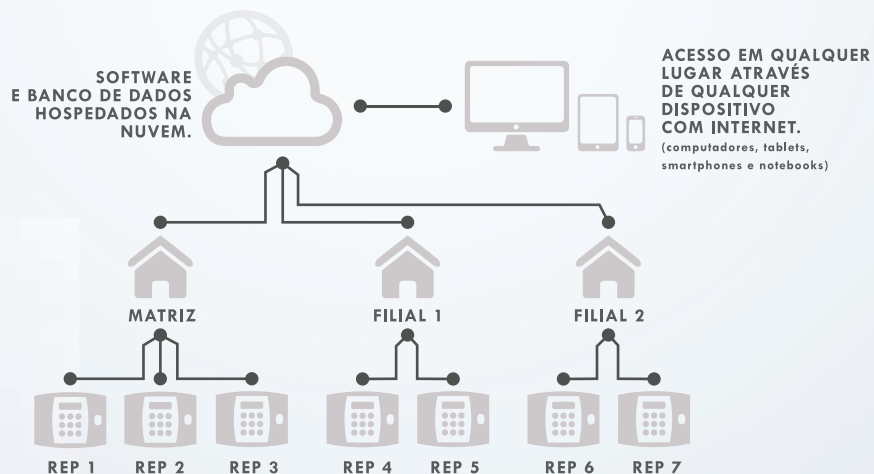 SOFTWARE
E BANCO DE DADOS
HOSPEDADOS NA
NUVEM.
ACESSO EM QUALQUER
LUGAR ATRAVÉS
DE QUALQUER
DISPOSITIVO
COM INTERNET.
(computadores, tablets,
smartphones e notebooks)
MATRIZ
FILIAL 1
FILIAL 2
REP 1
REP 2
REP 3
REP 4
REP 5
REP 6
REP 7